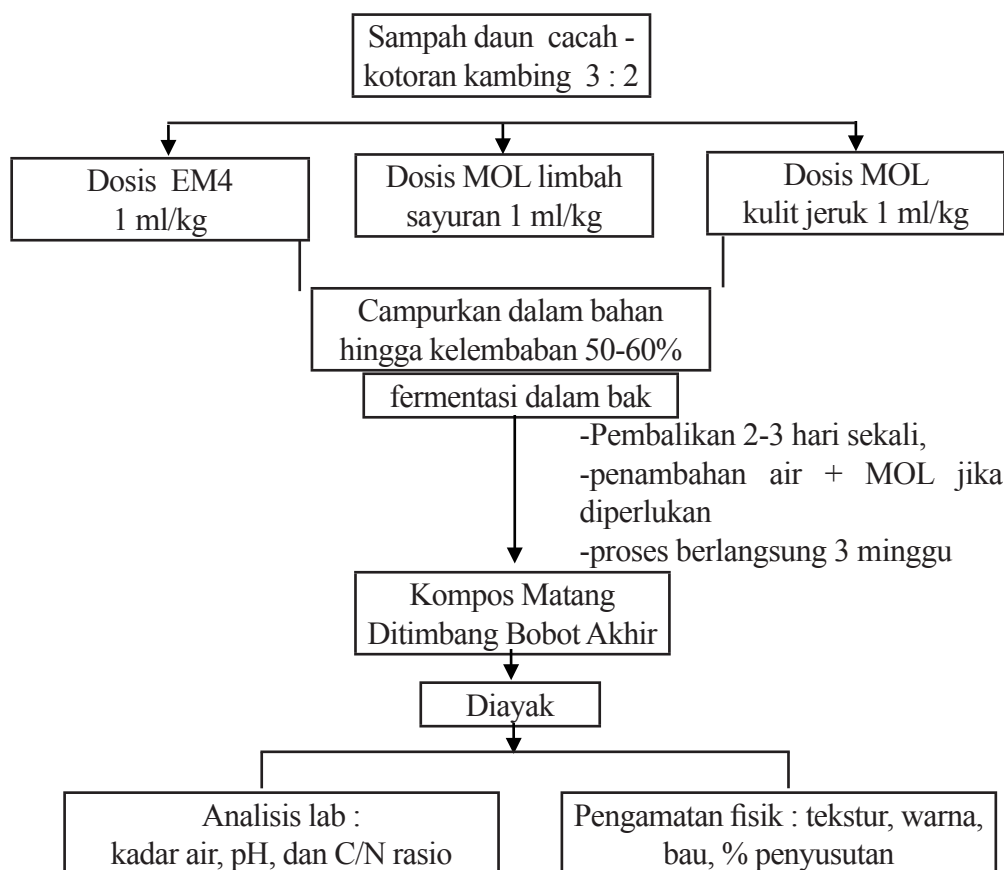 Sampah daun cacah -
kotoran kambing 3 : 2
Dosis EM4
1 ml/kg
Dosis MOL limbah
sayuran 1 ml/kg
Dosis MOL
kulit jeruk 1 ml/kg
Campurkan dalam bahan
hingga kelembaban 50-60%
fermentasi dalam bak
-Pembalikan 2-3 hari sekali,
-penambahan air + MOL jika
diperlukan
-proses berlangsung 3 minggu
Kompos Matang
Ditimbang Bobot Akhir
Diayak
Analisis lab :
kadar air, pH, dan C/N rasio
Pengamatan fisik : tekstur, warna,
bau, % penyusutan